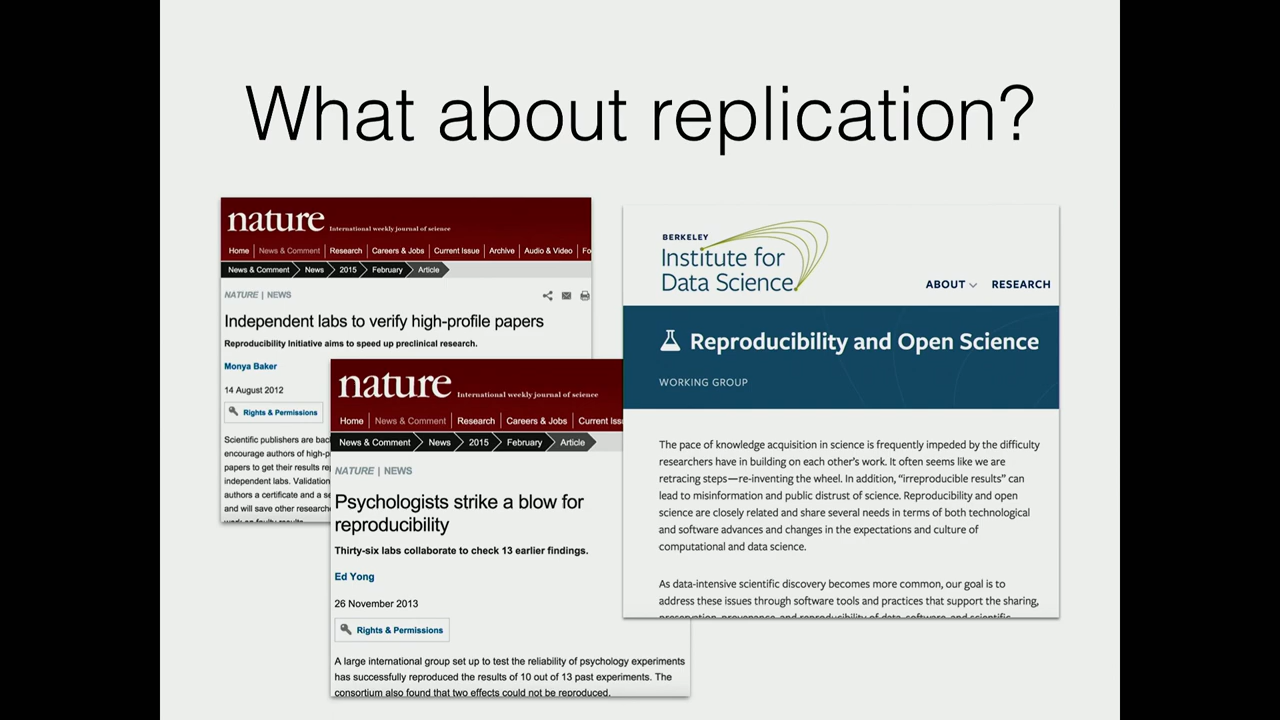 What about replication?
nature International weekly journal of science
Home News & Comment Research Careers & Jobs Current Issue Archive Audio & Video
News & Comment News 2015 February Article
NATURE | NEWS
Independent labs to verify high-profile papers
Reproducibility Initiative aims to speed up preclinical research.
Monya Baker
14 August 2012
Rights & Permissions
Scientific publishers are
encourage authors of
papers to get their results
independent labs. Validation
authors a certificate and a
and will save other
work on faulty results.
nature International weekly journal of science
Home News & Comment Research Careers & Jobs Current
News & Comment News 2015 February Article
NATURE | NEWS
Psychologists strike a blow for
reproducibility
Thirty-six labs collaborate to check 13 earlier findings.
Ed Yong
26 November 2013
Rights & Permissions
A large international group set up to test the reliability of psychology experiments
has successfully reproduced the results of 10 out of 13 past experiments. The
consortium also found that two effects could not be reproduced.
BERKELEY
Institute for
Data Science
ABOUT RESEARCH
Reproducibility and Open Science
WORKING GROUP
The pace of knowledge acquisition in science is frequently impeded by the difficulty
researchers have in building on each other's work. It often seems like we are
retracing steps—re-inventing the wheel. In addition, "irreproducible results" can
lead to misinformation and public distrust of science. Reproducibility and open
science are closely related and share several needs in terms of both technological
and software advances and changes in the expectations and culture of
computational and data science.
As data-intensive scientific discovery becomes more common, our goal is to
address these issues through software tools and practices that support the sharing,
preservation, provenance, and reproducibility of data, software, and scientific